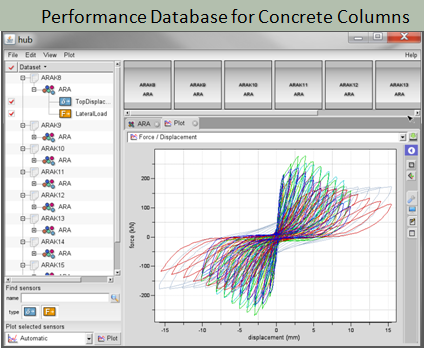 Performance Database for Concrete Columns
hub
File Edit View Plot Help
Dataset
ARAK8
ARA
TopDisplac...
LateralLoad
ARAK9
ARA
ARAK10
ARA
ARAK11
ARA
ARAK12
ARA
ARAK13
ARA
ARAK14
ARA
ARAK15
ARA
Find sensors
name
type
Plot selected sensors
Automatic Plot
ARAK8 ARAK9 ARAK10 ARAK11 ARAK12 ARAK13
ARA ARA ARA ARA ARA ARA
ARA Plot
Force / Displacement
force (kN)
200
100
0
-100
-200
-15 -10 -5 0 5 10 15
displacement (mm)